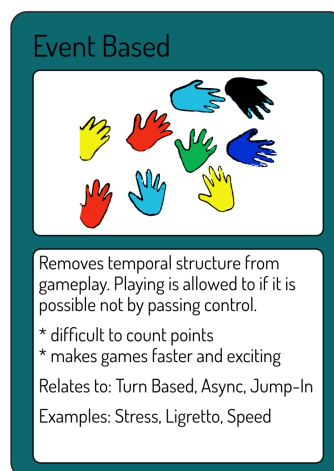 Event Based
Removes temporal structure from
gameplay. Playing is allowed to if it is
possible not by passing control.
* difficult to count points
* makes games faster and exciting
Relates to: Turn Based, Async, Jump-In
Examples: Stress, Ligretto, Speed